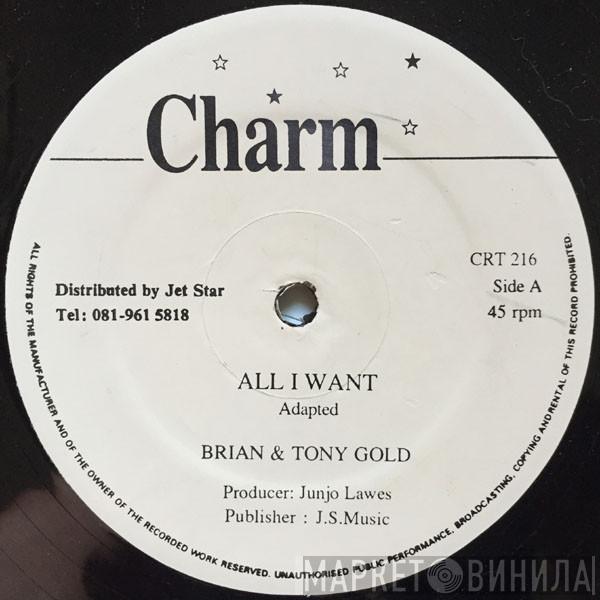 Charm
CRT 216
Distributed by Jet Star
Side A
Tel: 081-961 5818
45 rpm
ALL I WANT
Adapted
BRIAN & TONY GOLD
Producer: Junjo Lawes
Publisher : J.S.Music
ALL RIGHTS OF THE MANUFACTURER AND OF THE OWNER OF THE RECORDED WORK RESERVED. UNAUTHORISED PUBLIC PERFORMANCE, BROADCASTING, COPYING AND RENTAL OF THIS RECORD PROHIBITED.
МАРКЕТ ВИНИЛА